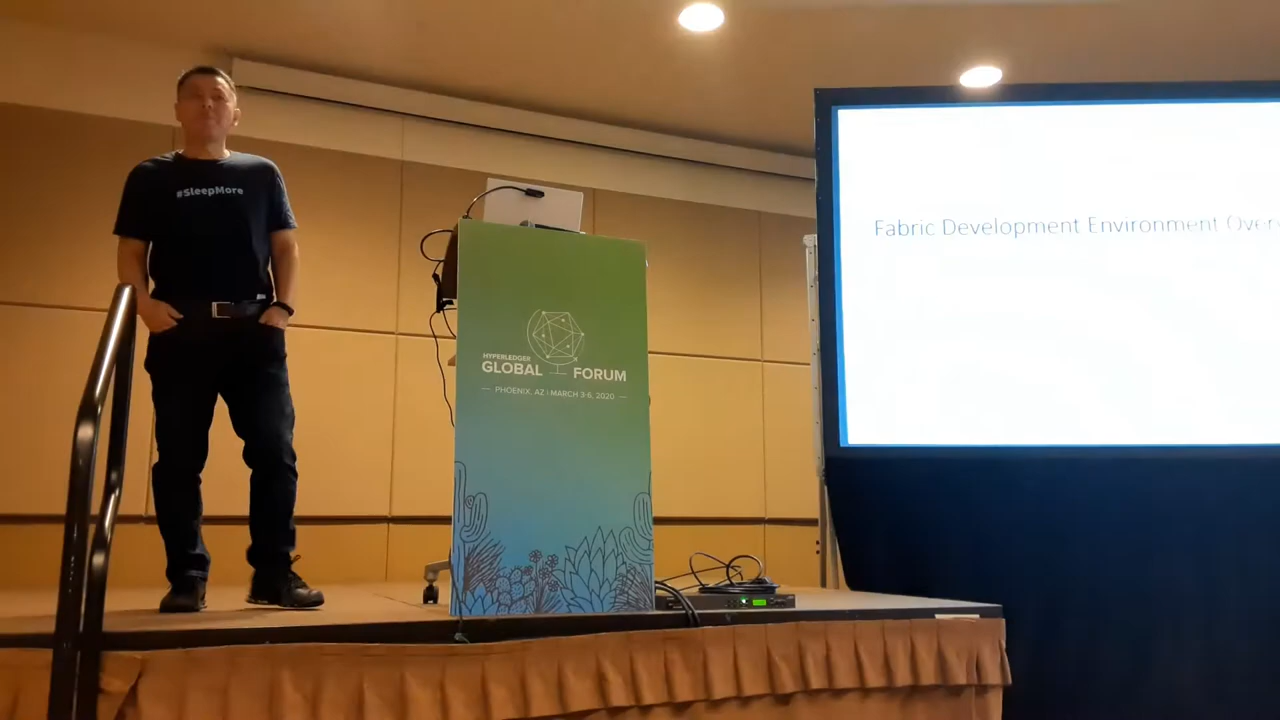 #SleepMore
HYPERLEDGER
GLOBAL FORUM
PHOENIX, AZ | MARCH 3-6, 2020
Fabric Development Environment